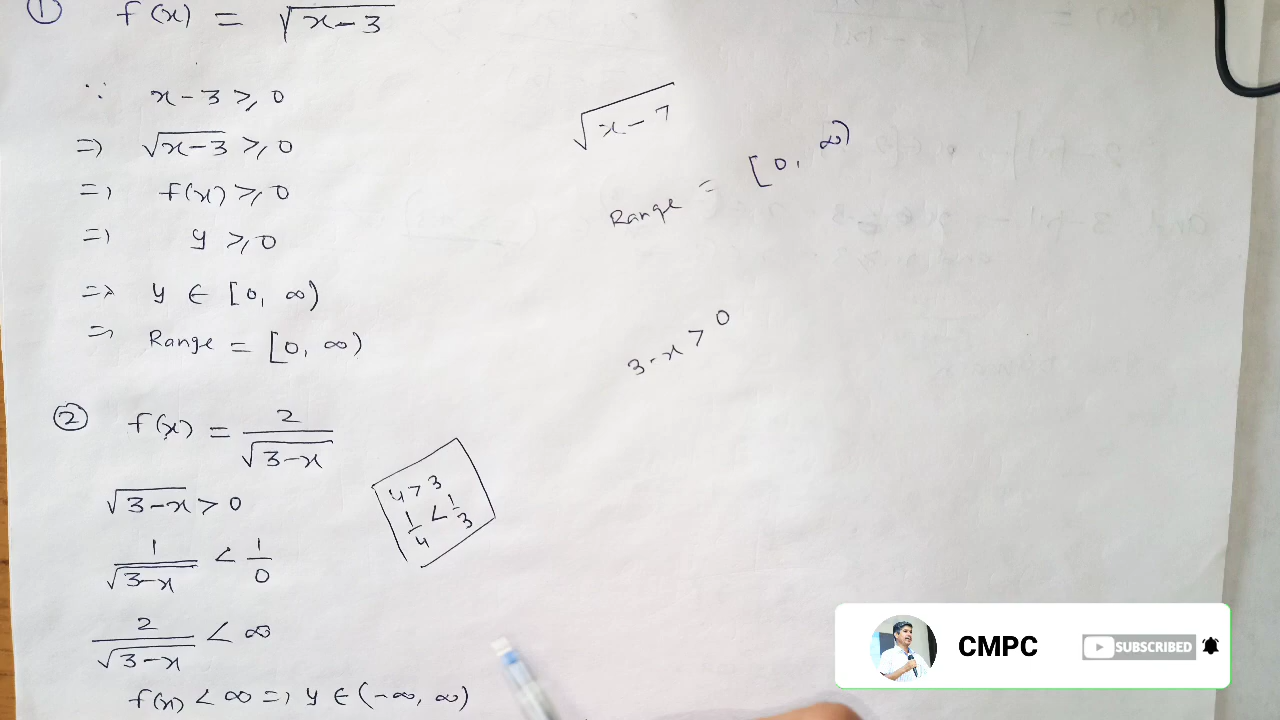 ① f(x) = √(x-3)
∵ x-3 ≥ 0
=> √(x-3) ≥ 0
=> f(x) ≥ 0
=> y ≥ 0
=> y ∈ [0, ∞)
=> Range = [0, ∞)
√(x-7)
Range = [0, ∞)
3-x > 0
② f(x) = 2/√(3-x)
√(3-x) > 0
1/√(3-x) < 1/0
2/√(3-x) < ∞
f(x) < ∞ => y ∈ (-∞, ∞)
4 > 3
1/4 < 1/3
CMPC
SUBSCRIBED